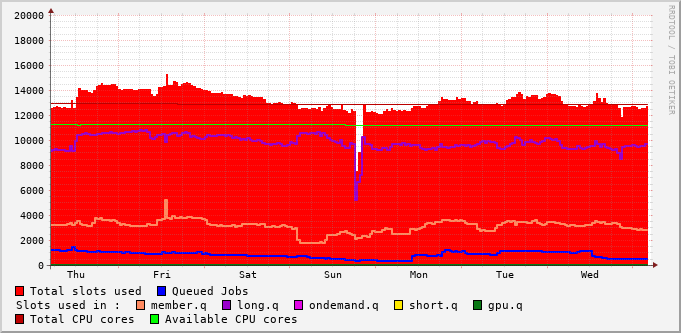 20000
18000
16000
14000
12000
10000
8000
6000
4000
2000
0
Thu Fri Sat Sun Mon Tue Wed
Total slots used Queued Jobs
Slots used in : member.q long.q ondemand.q short.q gpu.q
Total CPU cores Available CPU cores
RRDTOOL / TOBI OETIKER